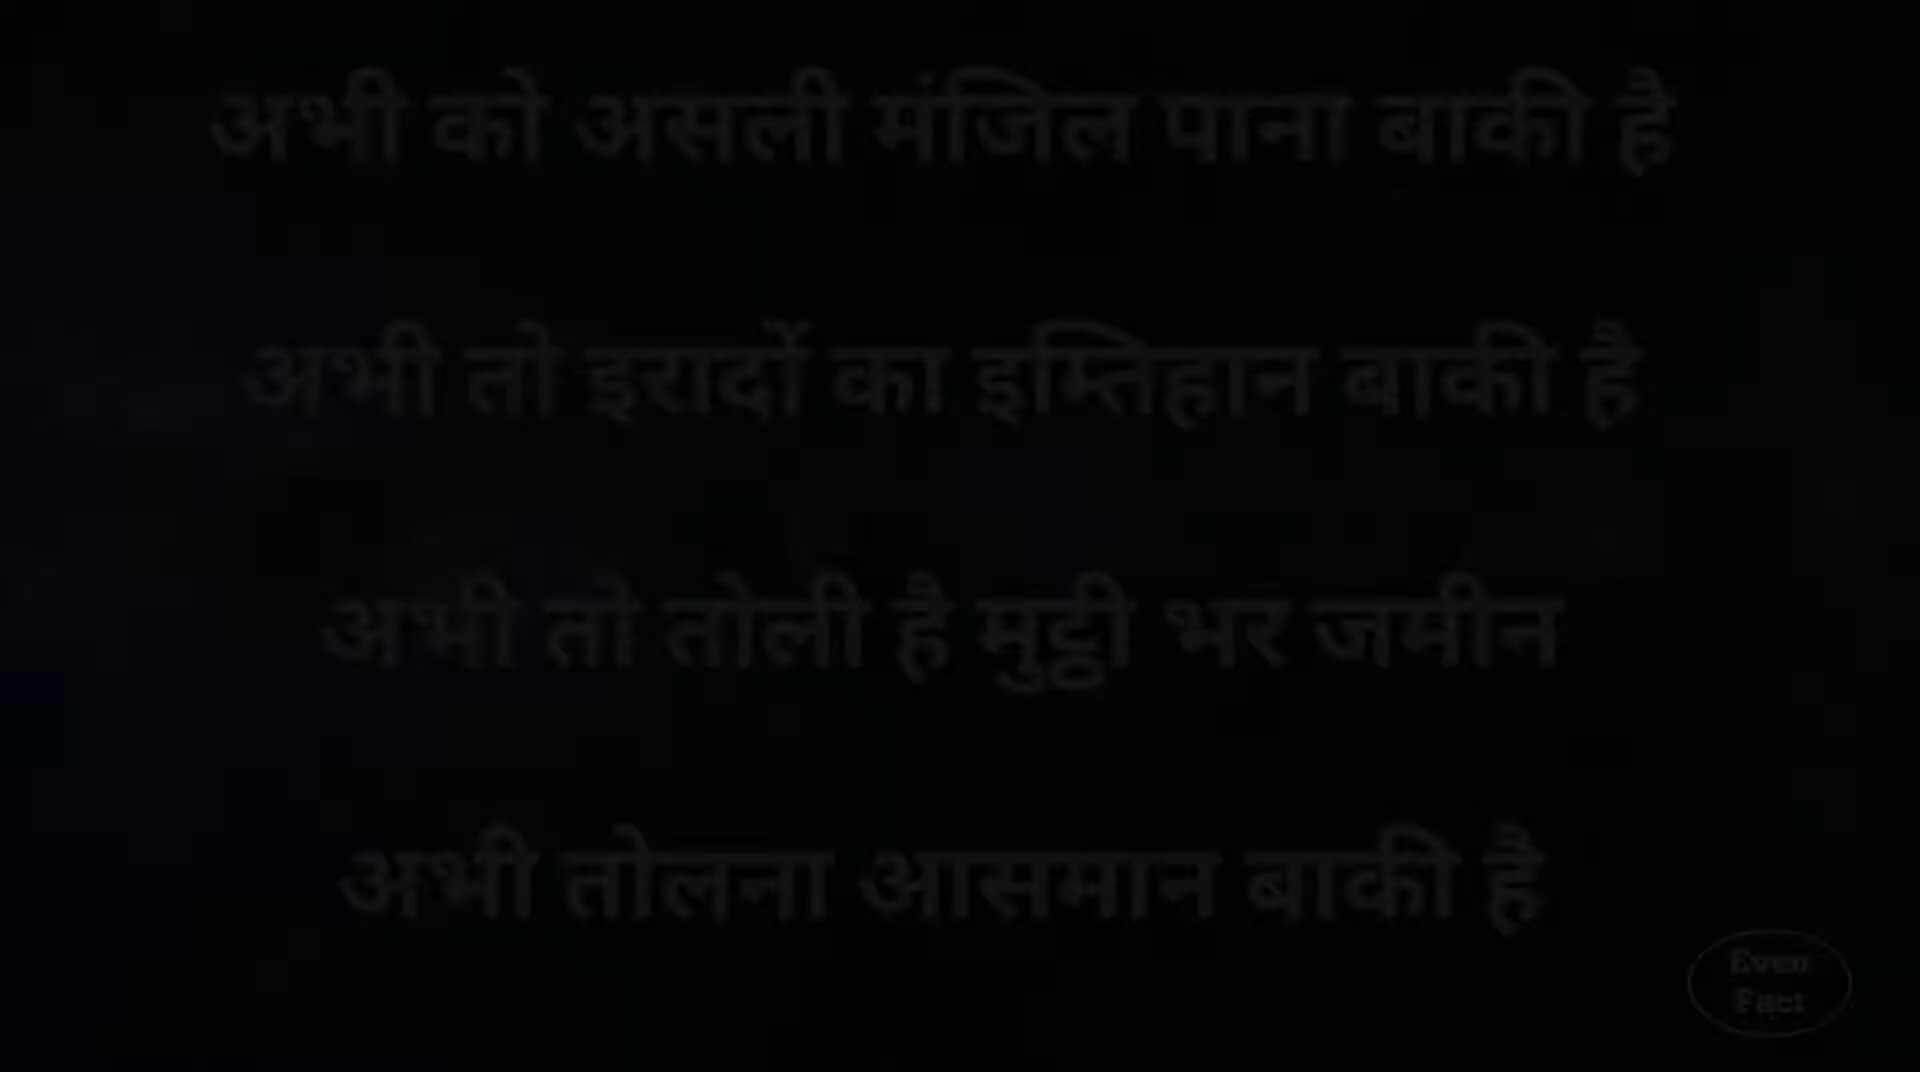 अभी को असली मंजिल पाना बाकी है
अभी तो इरादों का इम्तिहान बाकी है
अभी तो तोली है मुट्ठी भर जमीन
अभी तोलना आसमान बाकी है
Even
Fact